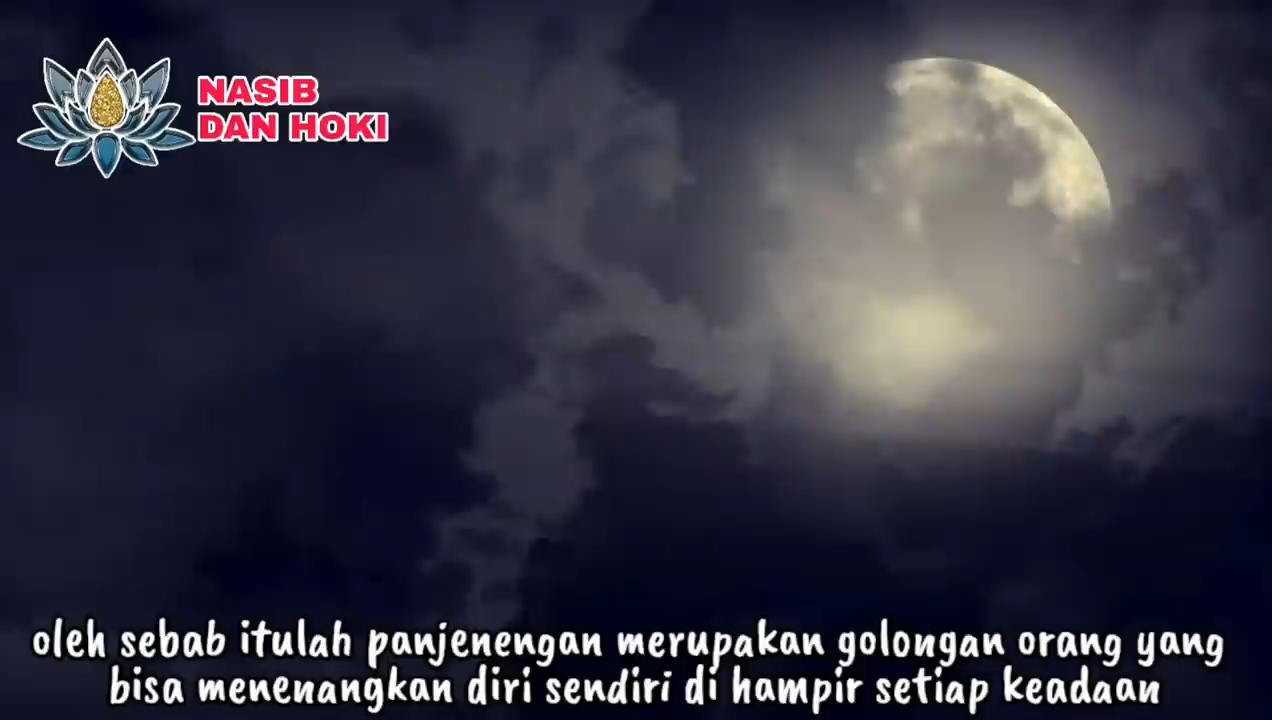 NASIB
DAN HOKI
oleh sebab itulah panjenengan merupakan golongan orang yang
bisa menenangkan diri sendiri di hampir setiap keadaan